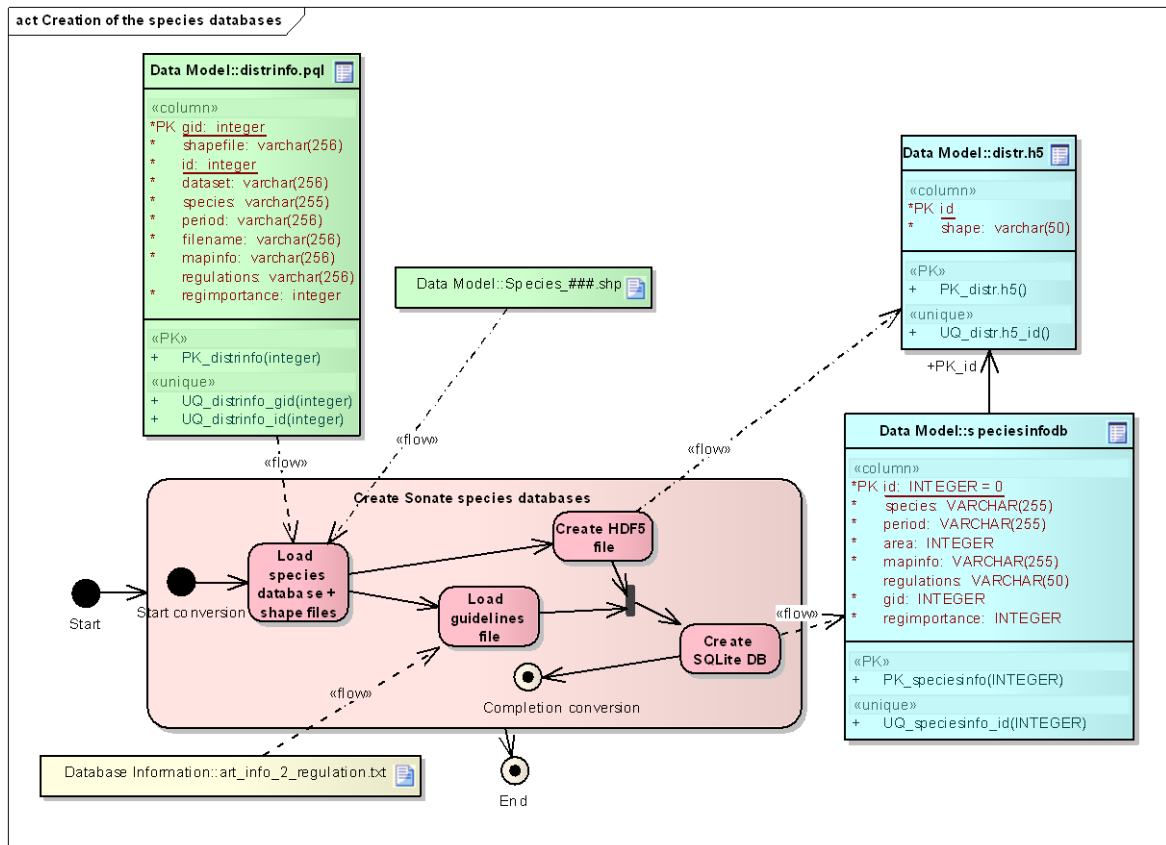 act Creation of the species databases
Data Model::distrinfo.pql
«column»
*PK gid: integer
* shapefile: varchar(256)
* id: integer
* dataset: varchar(256)
* species: varchar(255)
* period: varchar(256)
* filename: varchar(256)
* mapinfo: varchar(256)
regulations: varchar(256)
* regimportance: integer
«PK»
+ PK_distrinfo(integer)
«unique»
+ UQ_distrinfo_gid(integer)
+ UQ_distrinfo_id(integer)
Data Model::Species_###.shp
Data Model::distr.h5
«column»
*PK id
* shape: varchar(50)
«PK»
+ PK_distr.h5()
«unique»
+ UQ_distr.h5_id()
+PK_id
Data Model::speciesinfodb
«column»
*PK id: INTEGER = 0
* species: VARCHAR(255)
* period: VARCHAR(255)
* area: INTEGER
* mapinfo: VARCHAR(255)
regulations: VARCHAR(50)
* gid: INTEGER
* regimportance: INTEGER
«PK»
+ PK_speciesinfo(INTEGER)
«unique»
+ UQ_speciesinfo_id(INTEGER)
«flow»
«flow»
«flow»
«flow»
«flow»
Create Sonate species databases
Start
Start conversion
Load
species
database +
shape files
Create HDF5
file
Load
guidelines
file
Create
SQLite DB
Completion conversion
Database Information::art_info_2_regulation.txt
End